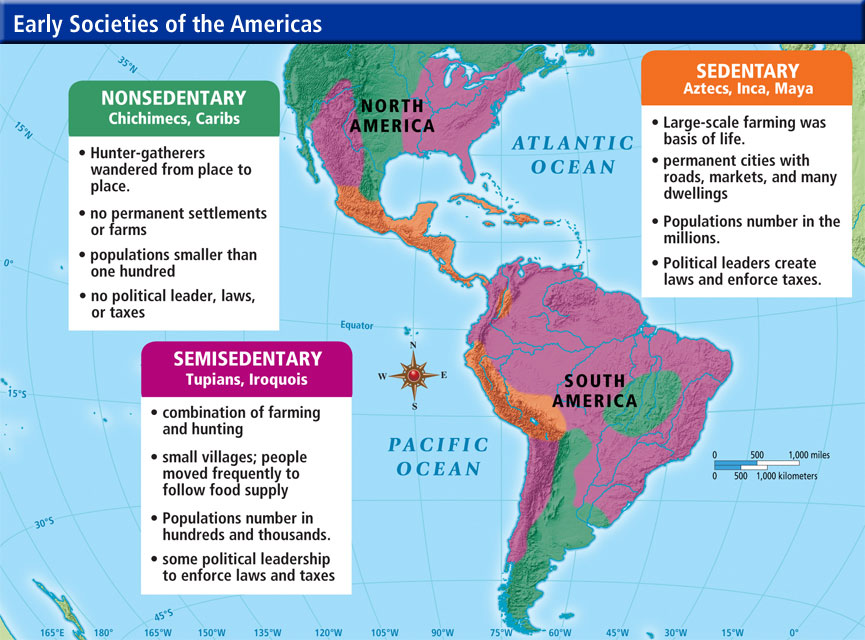 Early Societies of the Americas
NONSEDENTARY
Chichimecs, Caribs
• Hunter-gatherers
wandered from place to
place.
• no permanent settlements
or farms
• populations smaller than
one hundred
• no political leader, laws,
or taxes
SEDENTARY
Aztecs, Inca, Maya
• Large-scale farming was
basis of life.
• permanent cities with
roads, markets, and many
dwellings
• Populations number in the
millions.
• Political leaders create
laws and enforce taxes.
SEMISEDENTARY
Tupians, Iroquois
• combination of farming
and hunting
• small villages; people
moved frequently to
follow food supply
• Populations number in
hundreds and thousands.
• some political leadership
to enforce laws and taxes
NORTH
AMERICA
ATLANTIC
OCEAN
Equator
N
W E
S
SOUTH
AMERICA
PACIFIC
OCEAN
0 500 1,000 miles
0 500 1,000 kilometers
35°N
15°N
0°
15°S
30°S
45°S
165°E 180° 165°W 150°W 135°W 120°W 105°W 90°W 75°W 60°W 45°W 30°W 15°W 0°